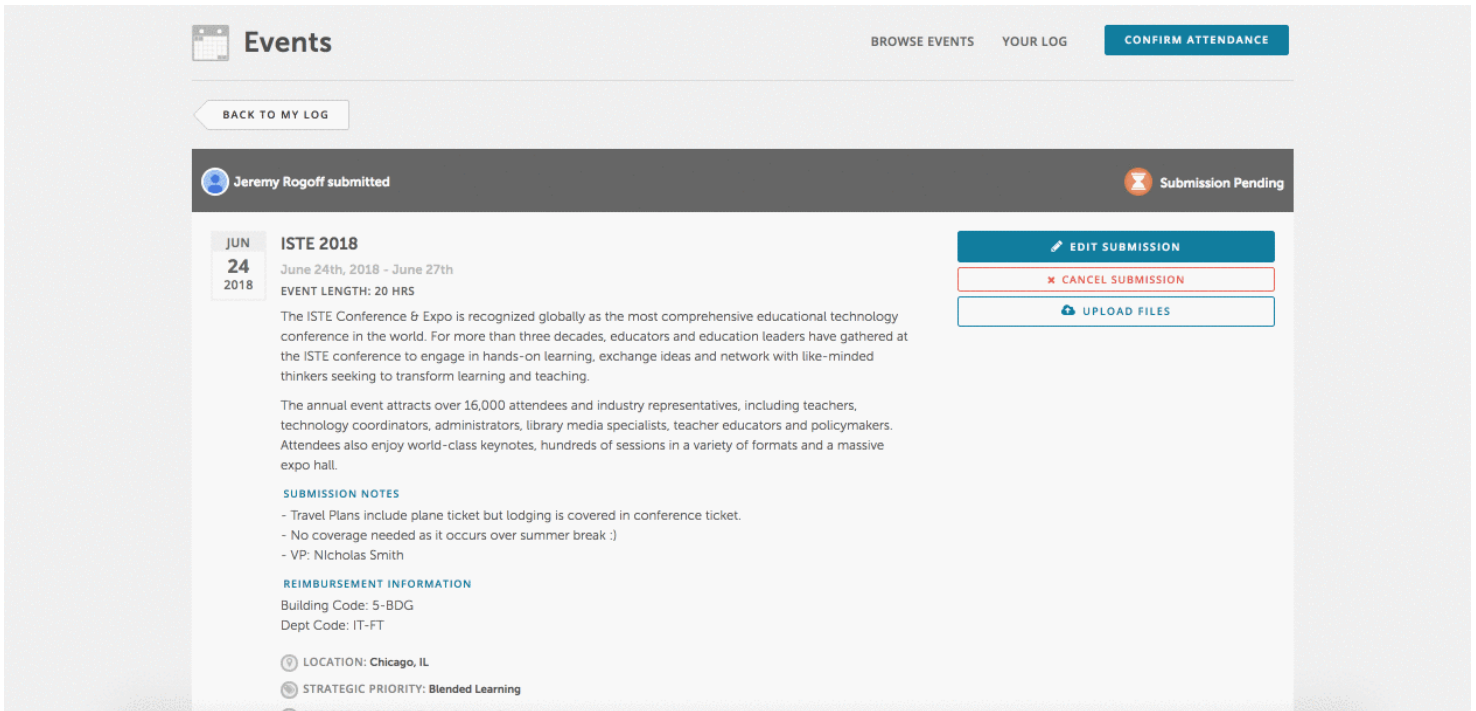 Events
BROWSE EVENTS
YOUR LOG
CONFIRM ATTENDANCE
BACK TO MY LOG
Jeremy Rogoff submitted
Submission Pending
JUN
24
2018
ISTE 2018
June 24th, 2018 - June 27th
EVENT LENGTH: 20 HRS
The ISTE Conference & Expo is recognized globally as the most comprehensive educational technology
conference in the world. For more than three decades, educators and education leaders have gathered at
the ISTE conference to engage in hands-on learning, exchange ideas and network with like-minded
thinkers seeking to transform learning and teaching.
The annual event attracts over 16,000 attendees and industry representatives, including teachers,
technology coordinators, administrators, library media specialists, teacher educators and policymakers.
Attendees also enjoy world-class keynotes, hundreds of sessions in a variety of formats and a massive
expo hall.
SUBMISSION NOTES
- Travel Plans include plane ticket but lodging is covered in conference ticket.
- No coverage needed as it occurs over summer break :)
- VP: NIcholas Smith
REIMBURSEMENT INFORMATION
Building Code: 5-BDG
Dept Code: IT-FT
LOCATION: Chicago, IL
STRATEGIC PRIORITY: Blended Learning
EDIT SUBMISSION
CANCEL SUBMISSION
UPLOAD FILES